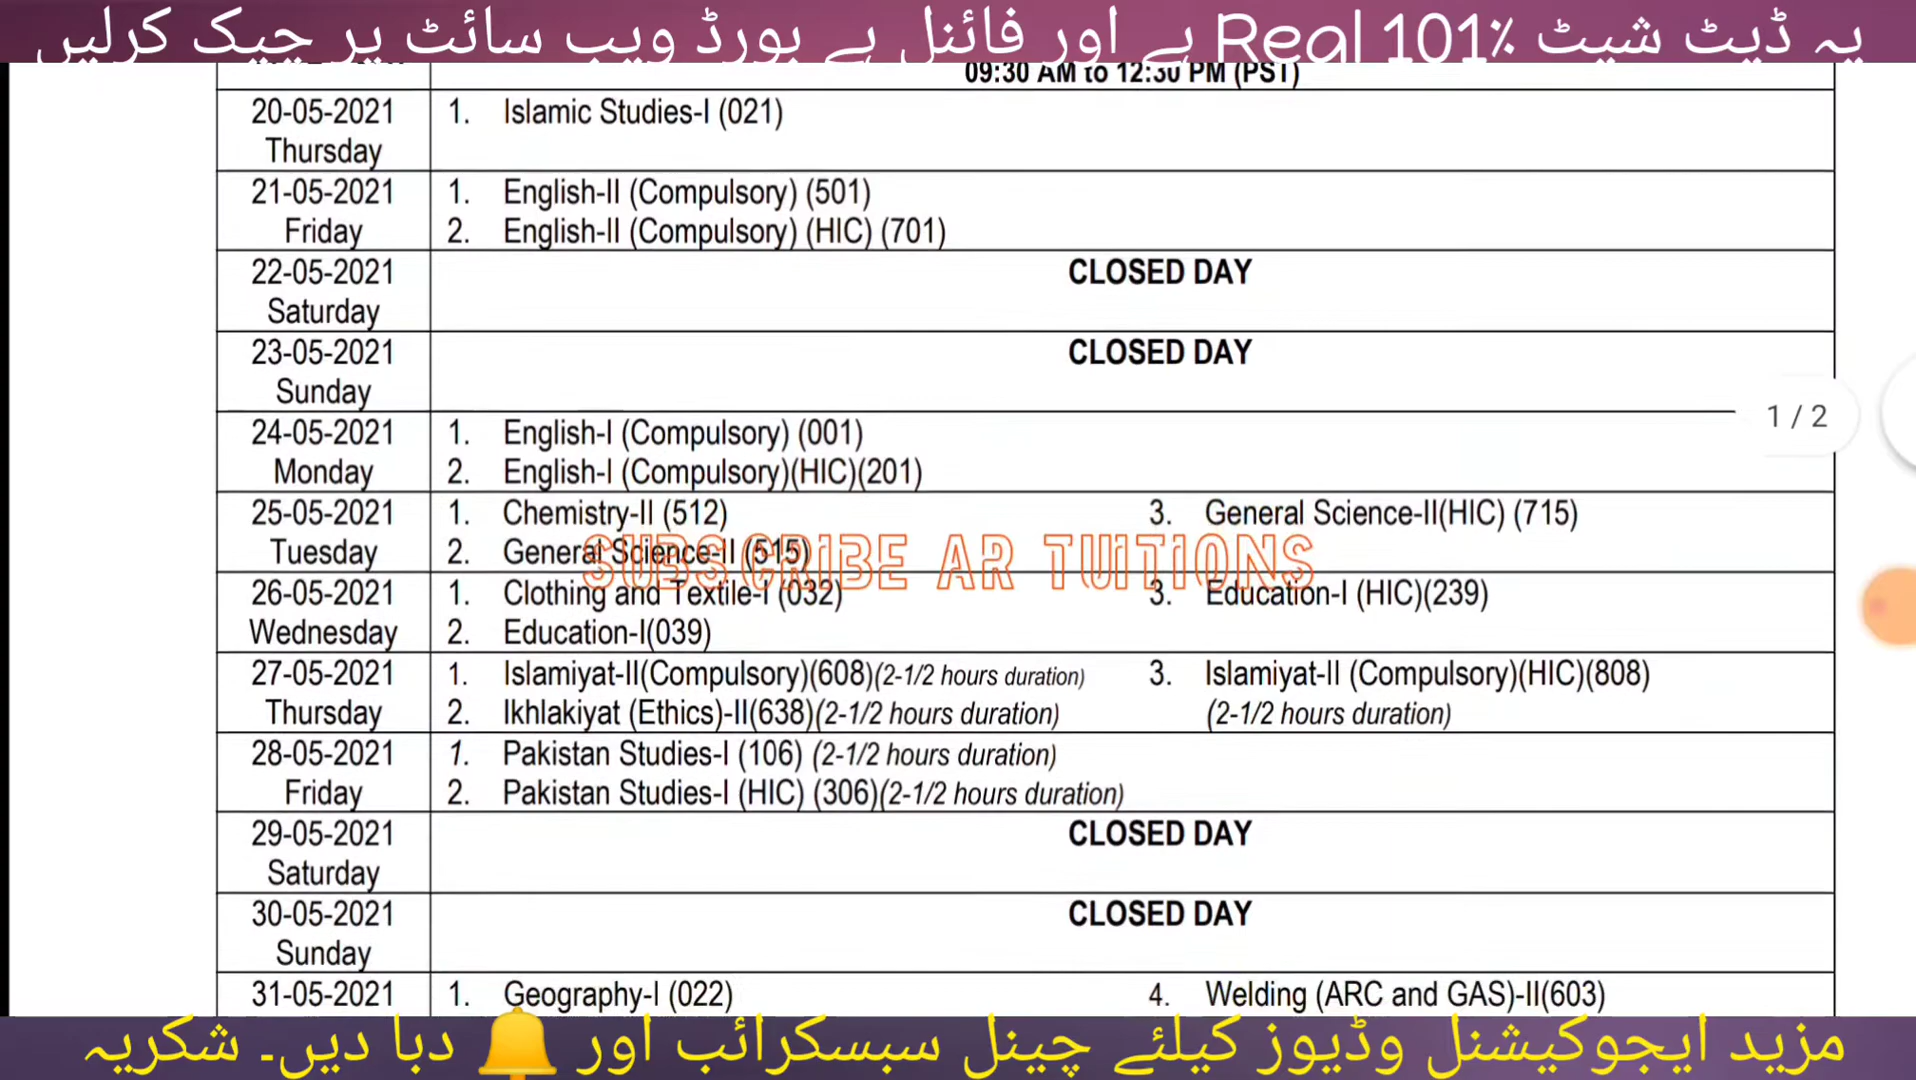 یہ ڈیٹ شیٹ Real 101٪ ہے اور فائنل ہے بورڈ ویب سائٹ پر چیک کرلیں
09:30 AM to 12:30 PM (PST)
20-05-2021 1. Islamic Studies-I (021)
Thursday
21-05-2021 1. English-II (Compulsory) (501)
Friday 2. English-II (Compulsory) (HIC) (701)
22-05-2021 CLOSED DAY
Saturday
23-05-2021 CLOSED DAY
Sunday
1 / 2
24-05-2021 1. English-I (Compulsory) (001)
Monday 2. English-I (Compulsory)(HIC)(201)
25-05-2021 1. Chemistry-II (512) 3. General Science-II(HIC) (715)
Tuesday 2. General Science-II (515)
SUBSCRIBE AR TUITIONS
26-05-2021 1. Clothing and Textile-I (032) 3. Education-I (HIC)(239)
Wednesday 2. Education-I(039)
27-05-2021 1. Islamiyat-II(Compulsory)(608)(2-1/2 hours duration) 3. Islamiyat-II (Compulsory)(HIC)(808)
Thursday 2. Ikhlakiyat (Ethics)-II(638)(2-1/2 hours duration) (2-1/2 hours duration)
28-05-2021 1. Pakistan Studies-I (106) (2-1/2 hours duration)
Friday 2. Pakistan Studies-I (HIC) (306)(2-1/2 hours duration)
29-05-2021 CLOSED DAY
Saturday
30-05-2021 CLOSED DAY
Sunday
31-05-2021 1. Geography-I (022) 4. Welding (ARC and GAS)-II(603)
مزید ایجوکیشنل وڈیوز کیلئے چینل سبسکرائب اور 🔔 دبا دیں۔ شکریہ